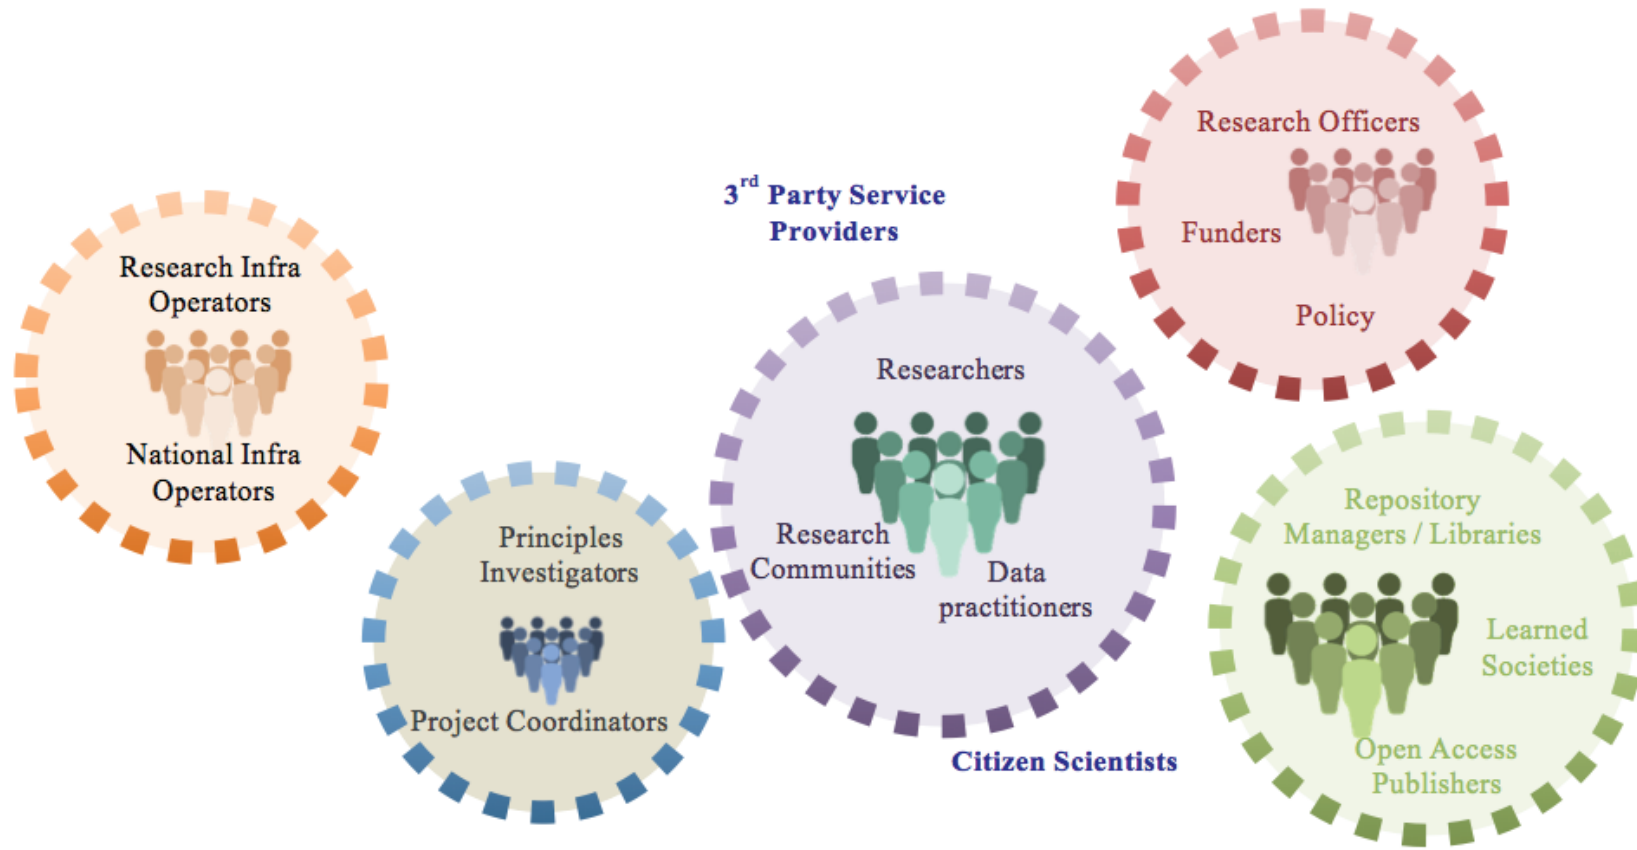 Research Infra
Operators
National Infra
Operators
Principles
Investigators
Project Coordinators
3rd Party Service
Providers
Researchers
Research
Communities
Data
practitioners
Citizen Scientists
Research Officers
Funders
Policy
Repository
Managers / Libraries
Learned
Societies
Open Access
Publishers